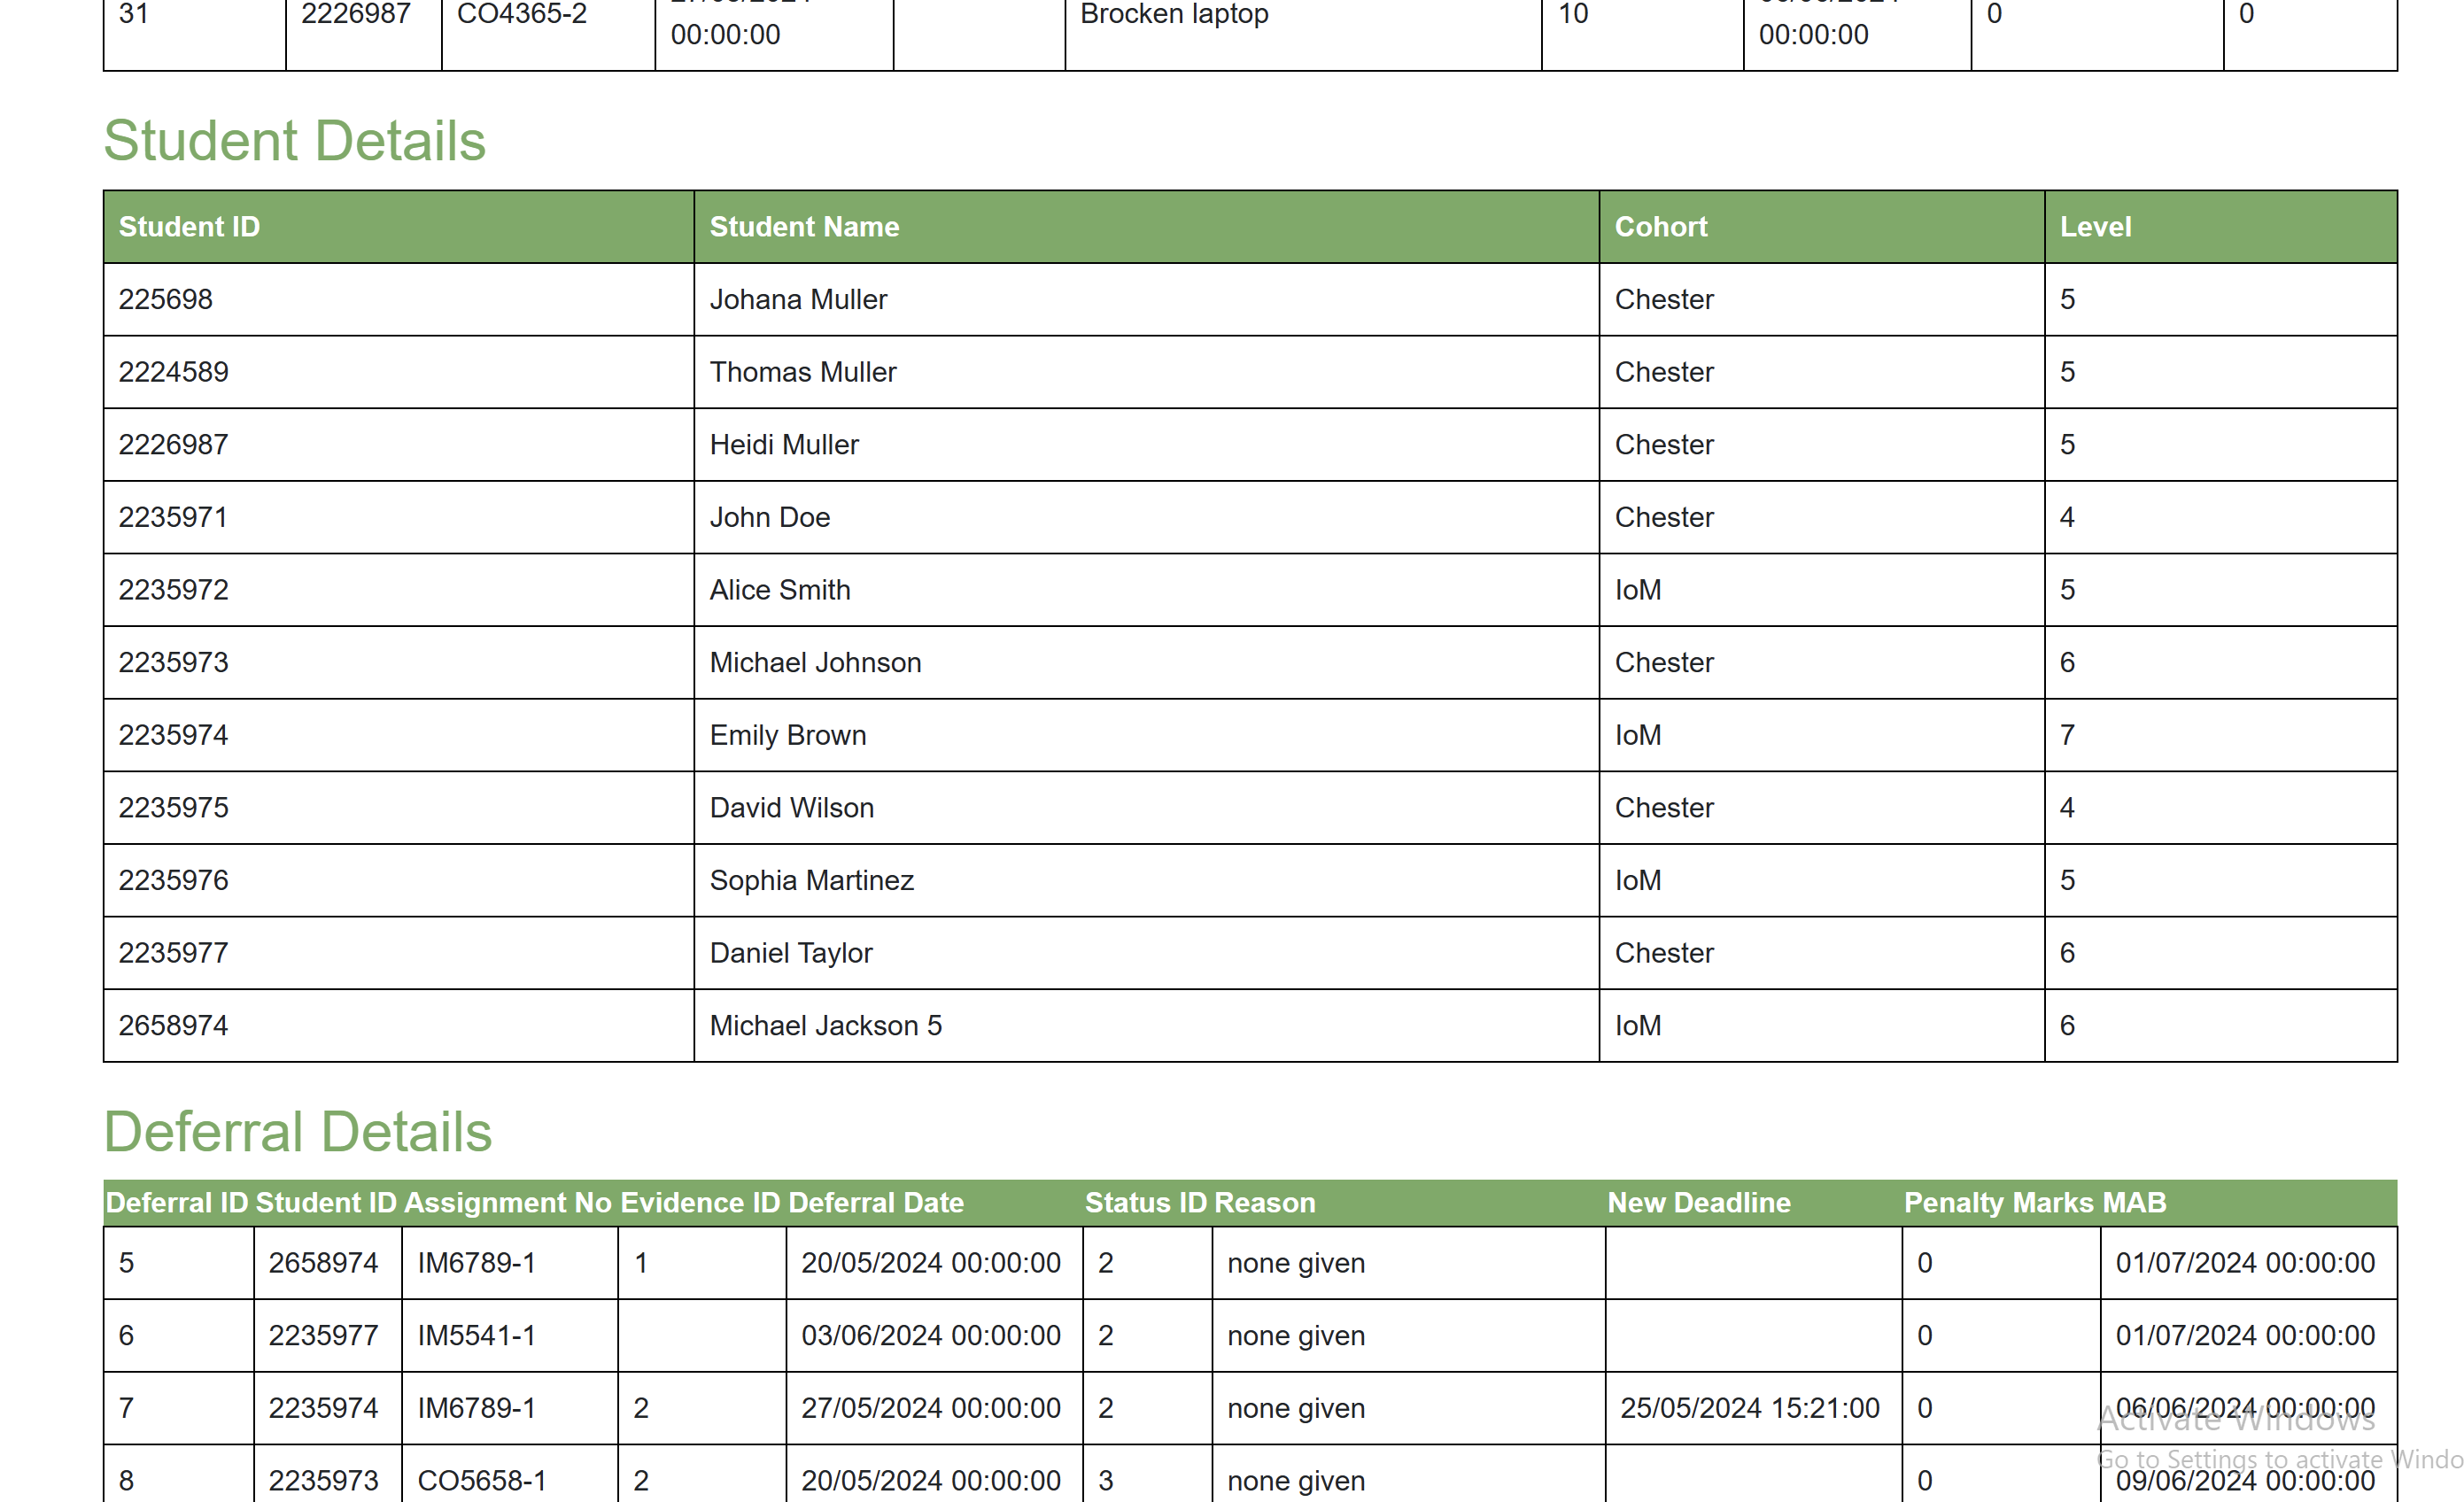 31 2226987 CO4365-2 00:00:00 Brocken laptop 10 00:00:00 0 0
Student Details
Student ID Student Name Cohort Level
225698 Johana Muller Chester 5
2224589 Thomas Muller Chester 5
2226987 Heidi Muller Chester 5
2235971 John Doe Chester 4
2235972 Alice Smith IoM 5
2235973 Michael Johnson Chester 6
2235974 Emily Brown IoM 7
2235975 David Wilson Chester 4
2235976 Sophia Martinez IoM 5
2235977 Daniel Taylor Chester 6
2658974 Michael Jackson 5 IoM 6
Deferral Details
Deferral ID Student ID Assignment No Evidence ID Deferral Date Status ID Reason New Deadline Penalty Marks MAB
5 2658974 IM6789-1 1 20/05/2024 00:00:00 2 none given 0 01/07/2024 00:00:00
6 2235977 IM5541-1 03/06/2024 00:00:00 2 none given 0 01/07/2024 00:00:00
7 2235974 IM6789-1 2 27/05/2024 00:00:00 2 none given 25/05/2024 15:21:00 0 06/06/2024 00:00:00
8 2235973 CO5658-1 2 20/05/2024 00:00:00 3 none given 0 09/06/2024 00:00:00
Activate Windows
Go to Settings to activate Windo